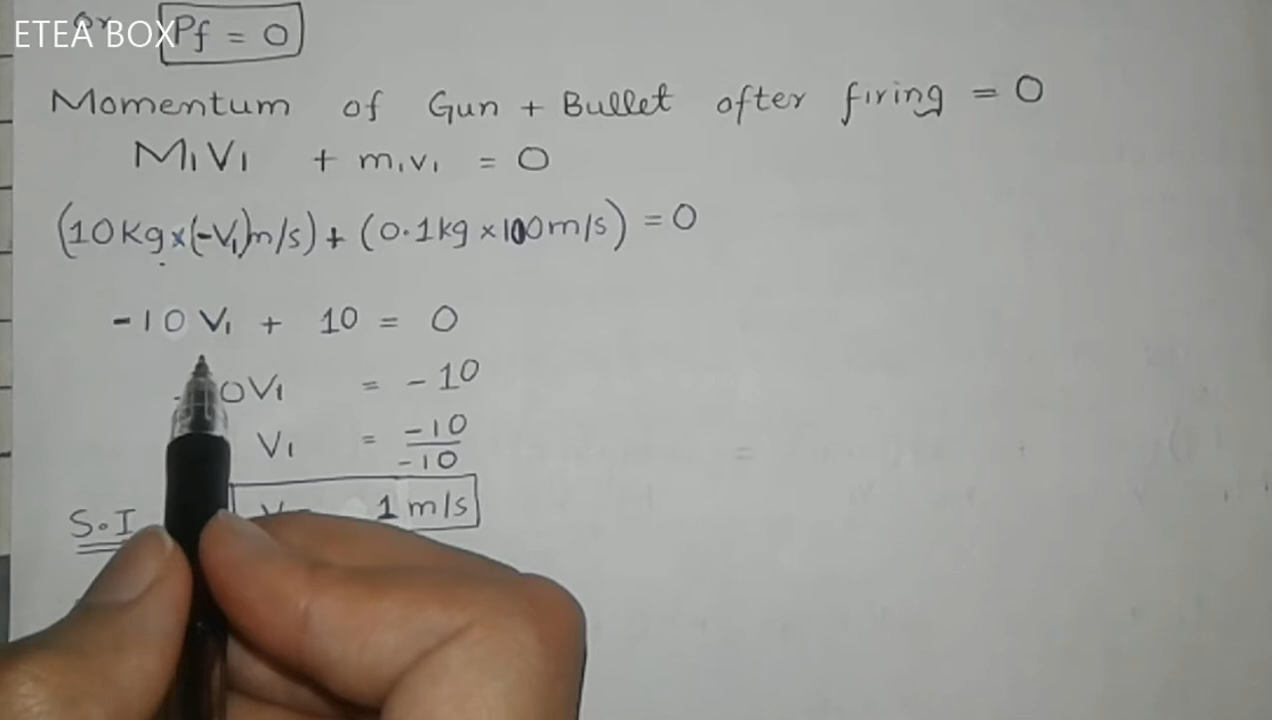 ETEA BOX
Pf = 0
Momentum of Gun + Bullet after firing = 0
M₁V₁ + m₁v₁ = 0
(10Kg×(-V₁)m/s) + (0.1kg ×100m/s) = 0
-10 V₁ + 10 = 0
0V₁ = -10
V₁ = -10/-10
S.I 1 m/s